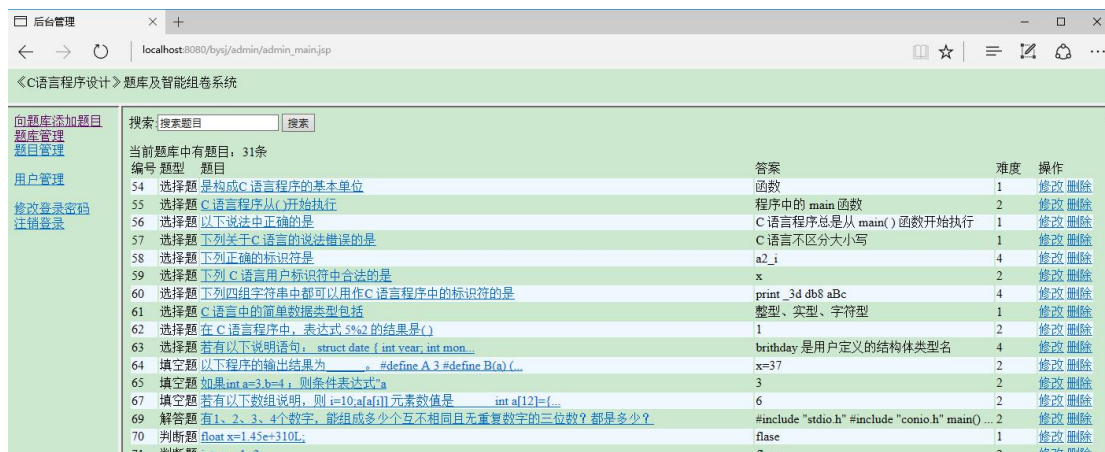 后台管理
localhost:8080/bysj/admin/admin_main.jsp
《C语言程序设计》题库及智能组卷系统
向题库添加题目
题库管理
题目管理
用户管理
修改登录密码
注销登录
搜索:搜索题目 搜索
当前题库中有题目：31条
编号 题型 题目 答案 难度 操作
54 选择题 是构成C 语言程序的基本单位 函数 1 修改 删除
55 选择题 C 语言程序从( )开始执行 程序中的 main 函数 2 修改 删除
56 选择题 以下说法中正确的是 C 语言程序总是从 main( ) 函数开始执行 1 修改 删除
57 选择题 下列关于C 语言的说法错误的是 C 语言不区分大小写 1 修改 删除
58 选择题 下列正确的标识符是 a2_i 4 修改 删除
59 选择题 下列 C 语言用户标识符中合法的是 x 2 修改 删除
60 选择题 下列四组字符串中都可以用作C 语言程序中的标识符的是 print _3d db8 aBc 4 修改 删除
61 选择题 C 语言中的简单数据类型包括 整型、实型、字符型 1 修改 删除
62 选择题 在 C 语言程序中，表达式 5%2 的结果是( ) 1 2 修改 删除
63 选择题 若有以下说明语句： struct date { int year; int mon... brithday 是用户定义的结构体类型名 4 修改 删除
64 填空题 以下程序的输出结果为______。 #define A 3 #define B(a) (... x=37 2 修改 删除
65 填空题 如果int a=3,b=4；则条件表达式"a 3 2 修改 删除
67 填空题 若有以下数组说明，则 i=10;a[a[i]] 元素数值是 int a[12]={... 6 2 修改 删除
69 解答题 有1、2、3、4个数字，能组成多少个互不相同且无重复数字的三位数？都是多少？ #include "stdio.h" #include "conio.h" main() ... 2 修改 删除
70 判断题 float x=1.45e+310L; flase 1 修改 删除